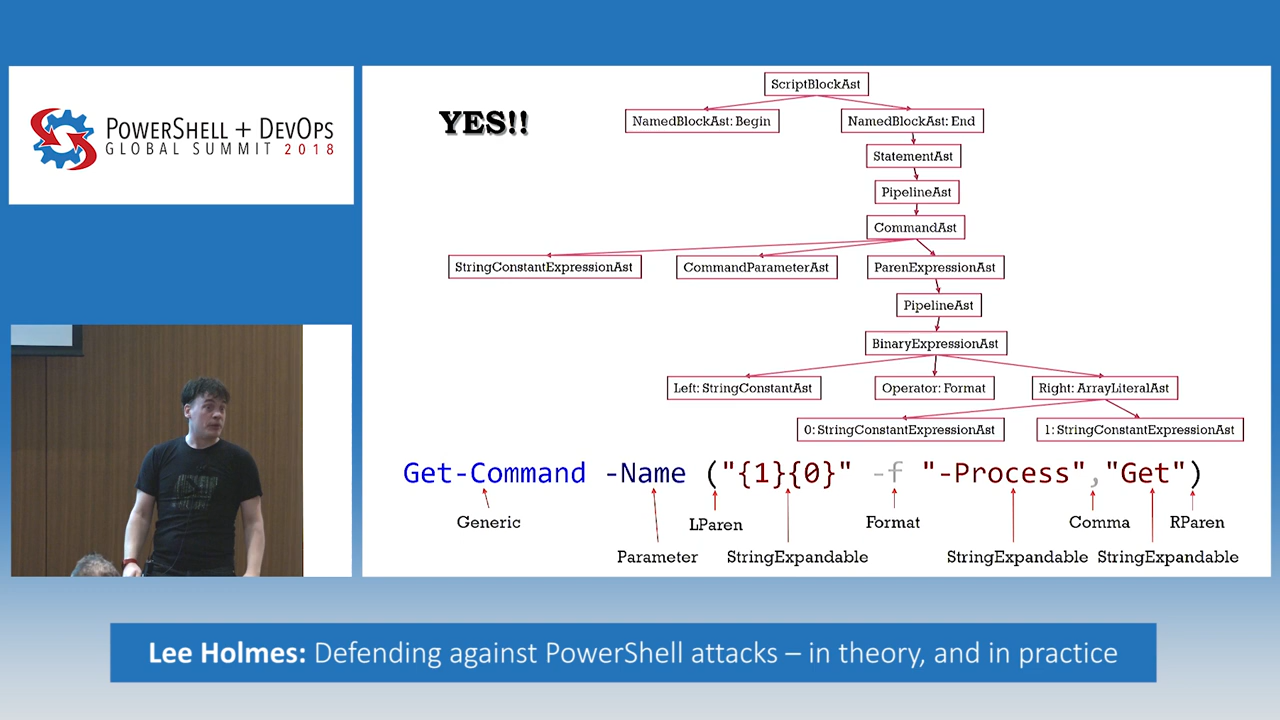 POWERSHELL + DEVOPS
GLOBAL SUMMIT 2018
YES!!
ScriptBlockAst
NamedBlockAst: Begin
NamedBlockAst: End
StatementAst
PipelineAst
CommandAst
StringConstantExpressionAst
CommandParameterAst
ParenExpressionAst
PipelineAst
BinaryExpressionAst
Left: StringConstantAst
Operator: Format
Right: ArrayLiteralAst
0: StringConstantExpressionAst
1: StringConstantExpressionAst
Get-Command -Name ("{1}{0}" -f "-Process","Get")
Generic
LParen
Format
Comma
RParen
Parameter
StringExpandable
StringExpandable
StringExpandable
Lee Holmes: Defending against PowerShell attacks – in theory, and in practice